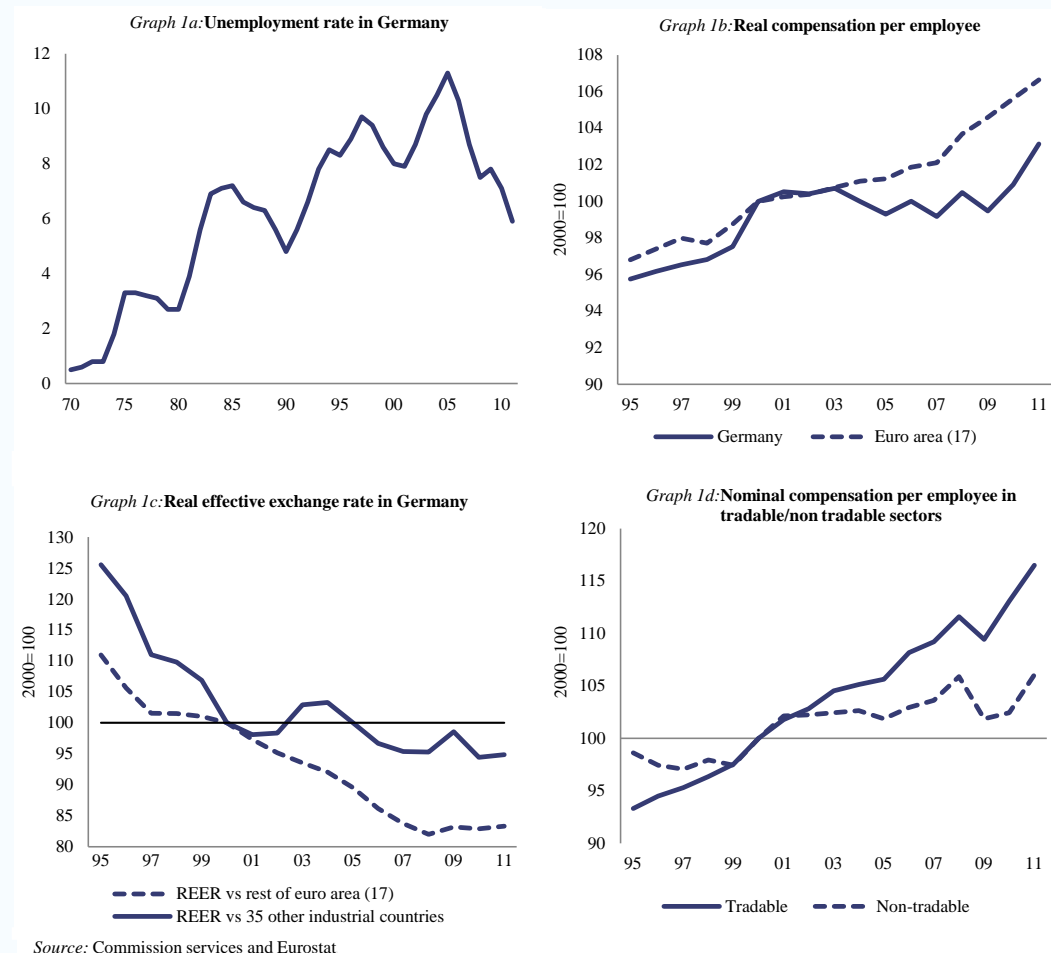 Graph 1a:Unemployment rate in Germany
12
10
8
6
4
2
0
70 75 80 85 90 95 00 05 10
Graph 1b:Real compensation per employee
2000=100
108
106
104
102
100
98
96
94
92
90
95 97 99 01 03 05 07 09 11
Germany Euro area (17)
Graph 1c:Real effective exchange rate in Germany
2000=100
130
125
120
115
110
105
100
95
90
85
80
95 97 99 01 03 05 07 09 11
REER vs rest of euro area (17)
REER vs 35 other industrial countries
Graph 1d:Nominal compensation per employee in
tradable/non tradable sectors
2000=100
120
115
110
105
100
95
90
95 97 99 01 03 05 07 09 11
Tradable Non-tradable
Source: Commission services and Eurostat